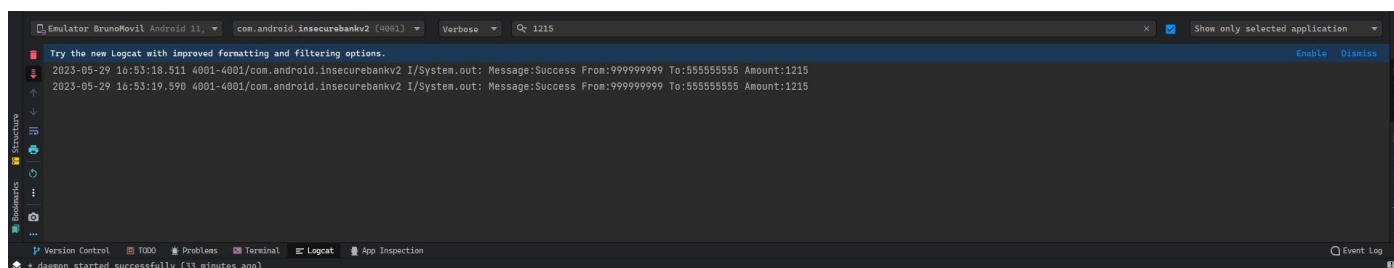 Emulator BrunoMovil Android 11, com.android.insecurebankv2 (4001) Verbose 1215 Show only selected application
Try the new Logcat with improved formatting and filtering options. Enable Dismiss
2023-05-29 16:53:18.511 4001-4001/com.android.insecurebankv2 I/System.out: Message:Success From:999999999 To:555555555 Amount:1215
2023-05-29 16:53:19.590 4001-4001/com.android.insecurebankv2 I/System.out: Message:Success From:999999999 To:555555555 Amount:1215
Structure
Bookmarks
Version Control TODO Problems Terminal Logcat App Inspection Event Log
* daemon started successfully (33 minutes ago)